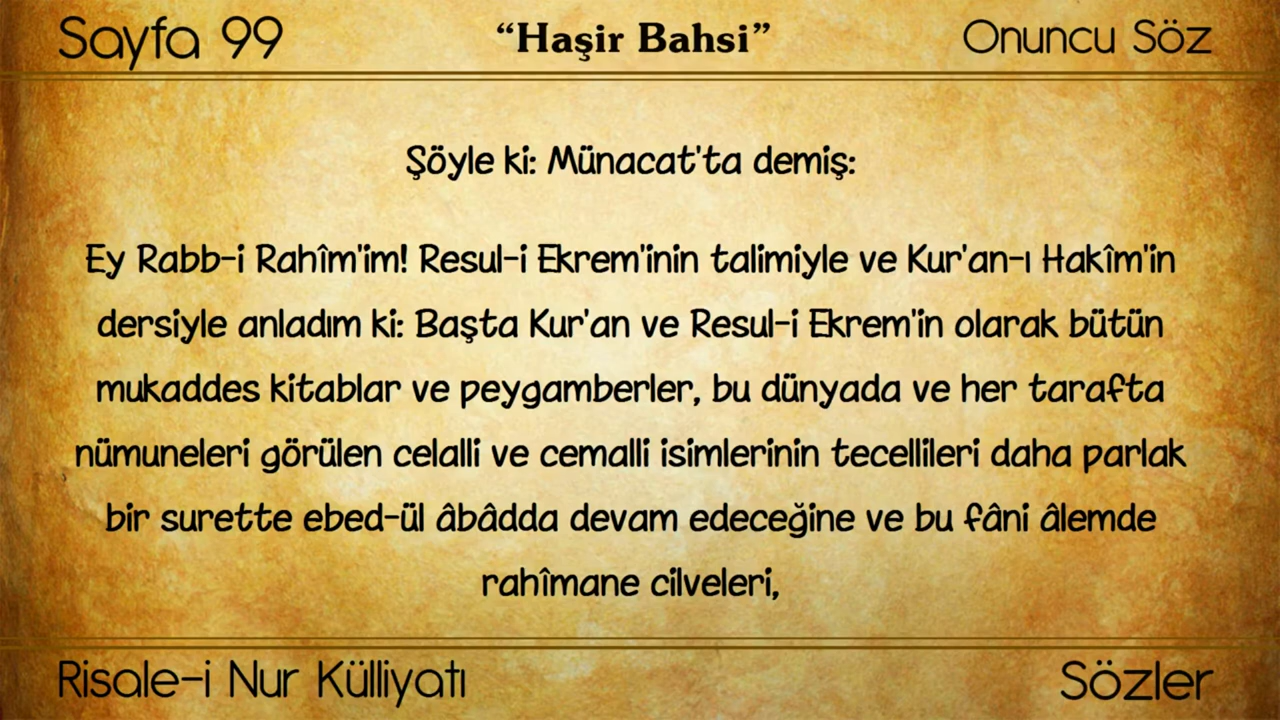 Sayfa 99
“Haşir Bahsi”
Onuncu Söz
Şöyle ki: Münacat'ta demiş:
Ey Rabb-i Rahîm'im! Resul-i Ekrem'inin talimiyle ve Kur'an-ı Hakîm'in
dersiyle anladım ki: Başta Kur'an ve Resul-i Ekrem'in olarak bütün
mukaddes kitablar ve peygamberler, bu dünyada ve her tarafta
nümuneleri görülen celalli ve cemalli isimlerinin tecellileri daha parlak
bir surette ebed-ül âbâdda devam edeceğine ve bu fâni âlemde
rahîmane cilveleri,
Risale-i Nur Külliyatı
Sözler